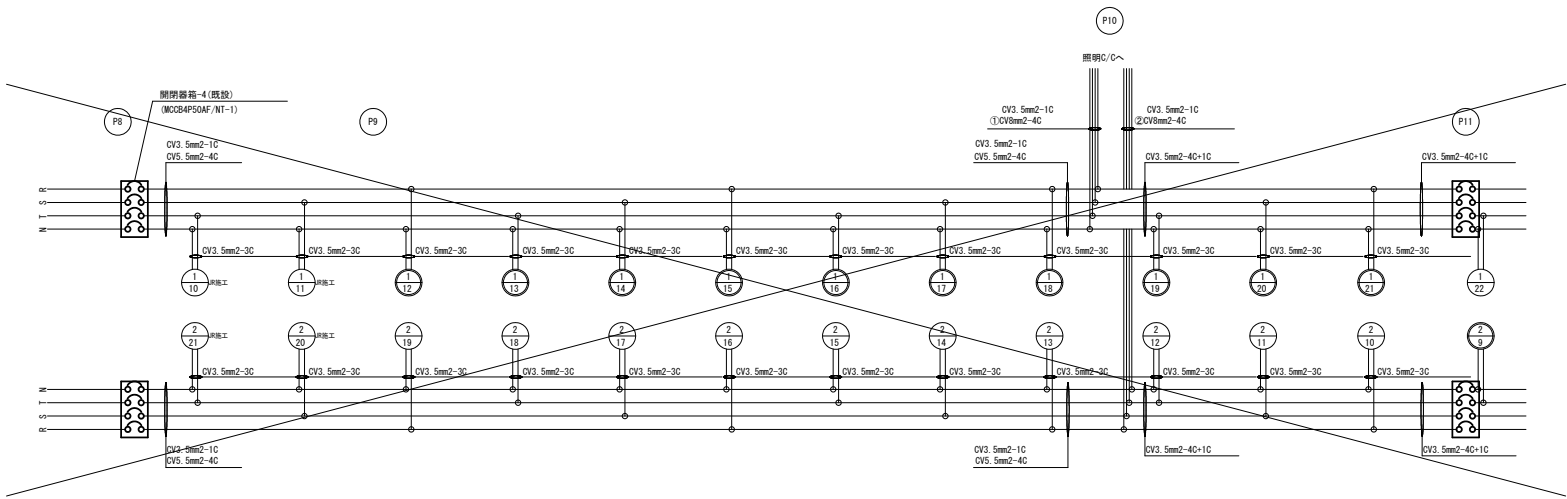 P10
照明C/Cへ
開閉器箱-4(既設)
(MCCB4P50AF/NT-1)
P8
P9
CV3.5mm2-1C
①CV8mm2-4C
CV3.5mm2-1C
②CV8mm2-4C
P11
CV3.5mm2-1C
CV5.5mm2-4C
CV3.5mm2-1C
CV5.5mm2-4C
CV3.5mm2-4C+1C
CV3.5mm2-4C+1C
R
S
T
N
CV3.5mm2-3C CV3.5mm2-3C CV3.5mm2-3C CV3.5mm2-3C CV3.5mm2-3C CV3.5mm2-3C CV3.5mm2-3C CV3.5mm2-3C CV3.5mm2-3C CV3.5mm2-3C CV3.5mm2-3C CV3.5mm2-3C
1 1 1 1 1 1 1 1 1 1 1 1 1
JR施工 JR施工
10 11 12 13 14 15 16 17 18 19 20 21 22
2 2 2 2 2 2 2 2 2 2 2 2 2
JR施工 JR施工
21 20 19 18 17 16 15 14 13 12 11 10 9
CV3.5mm2-3C CV3.5mm2-3C CV3.5mm2-3C CV3.5mm2-3C CV3.5mm2-3C CV3.5mm2-3C CV3.5mm2-3C CV3.5mm2-3C CV3.5mm2-3C CV3.5mm2-3C CV3.5mm2-3C CV3.5mm2-3C
N
T
S
R
CV3.5mm2-1C
CV5.5mm2-4C
CV3.5mm2-1C
CV5.5mm2-4C
CV3.5mm2-4C+1C
CV3.5mm2-4C+1C